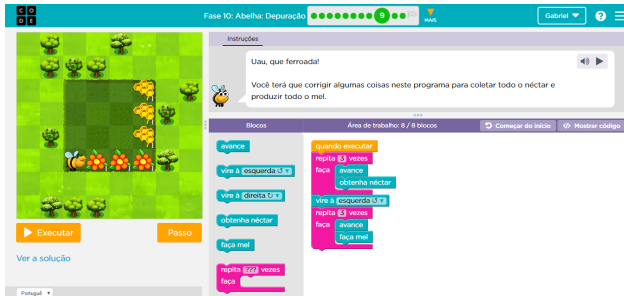 C O
D E
Fase 10: Abelha: Depuração
9
MAIS
Gabriel ▼
?
Instruções
Uau, que ferroada!
Você terá que corrigir algumas coisas neste programa para coletar todo o néctar e
produzir todo o mel.
Blocos
Área de trabalho: 8 / 8 blocos
Começar do início
</> Mostrar código
avance
vire à esquerda ↺ ▼
vire à direita ↻ ▼
obtenha néctar
faça mel
repita ??? vezes
faça
quando executar
repita 3 vezes
faça avance
obtenha néctar
vire à esquerda ↺ ▼
repita 3 vezes
faça avance
faça mel
Executar
Passo
Ver a solução
Portuguê ▼